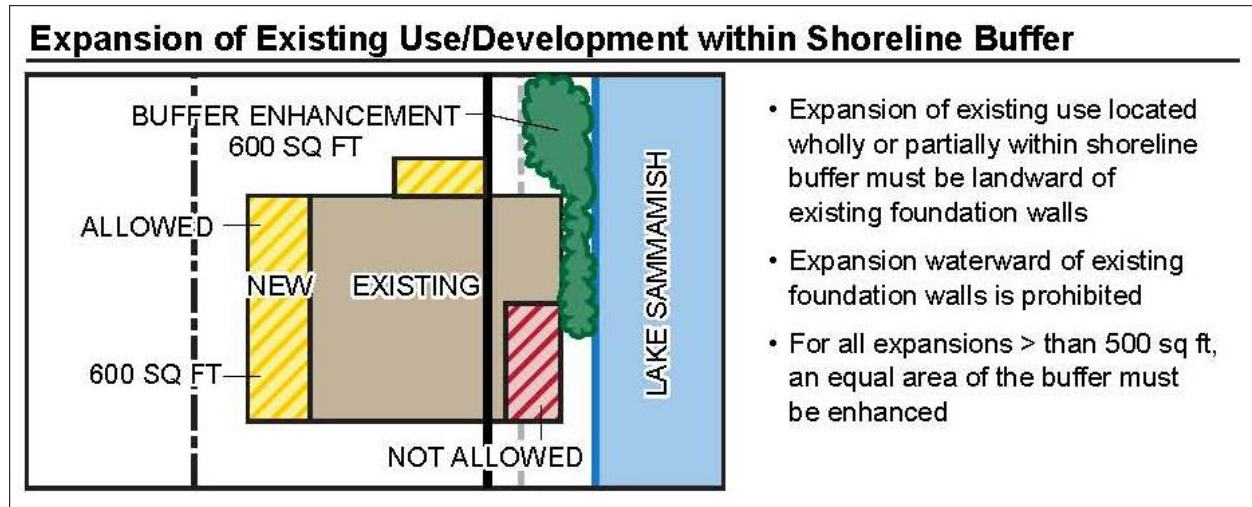 Expansion of Existing Use/Development within Shoreline Buffer
BUFFER ENHANCEMENT
600 SQ FT
ALLOWED
NEW
EXISTING
600 SQ FT
NOT ALLOWED
LAKE SAMMAMISH
• Expansion of existing use located
wholly or partially within shoreline
buffer must be landward of
existing foundation walls
• Expansion waterward of existing
foundation walls is prohibited
• For all expansions > than 500 sq ft,
an equal area of the buffer must
be enhanced